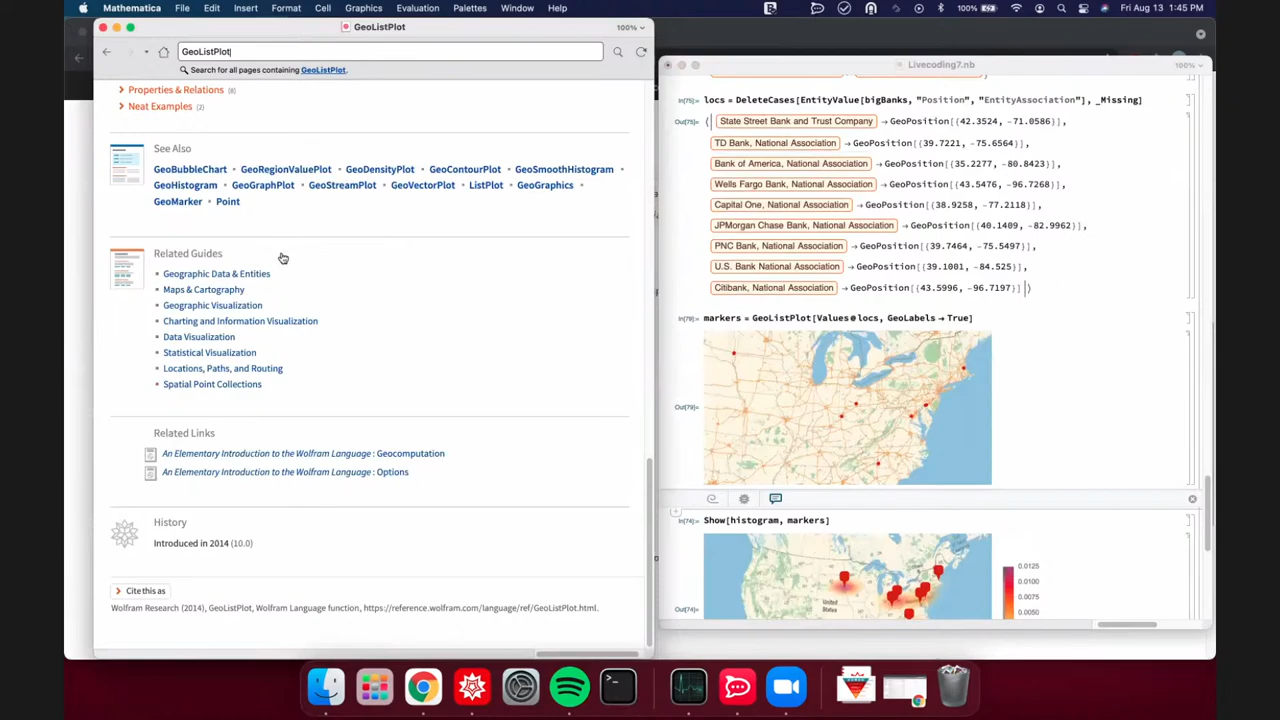 Mathematica File Edit Insert Format Cell Graphics Evaluation Palettes Window Help 100% Fri Aug 13 1:45 PM
GeoListPlot 100%
GeoListPlot
Search for all pages containing GeoListPlot.
Properties & Relations (8)
Neat Examples (2)
See Also
GeoBubbleChart ▪ GeoRegionValuePlot ▪ GeoDensityPlot ▪ GeoContourPlot ▪ GeoSmoothHistogram ▪
GeoHistogram ▪ GeoGraphPlot ▪ GeoStreamPlot ▪ GeoVectorPlot ▪ ListPlot ▪ GeoGraphics ▪
GeoMarker ▪ Point
Related Guides
▪ Geographic Data & Entities
▪ Maps & Cartography
▪ Geographic Visualization
▪ Charting and Information Visualization
▪ Data Visualization
▪ Statistical Visualization
▪ Locations, Paths, and Routing
▪ Spatial Point Collections
Related Links
An Elementary Introduction to the Wolfram Language : Geocomputation
An Elementary Introduction to the Wolfram Language : Options
History
Introduced in 2014 (10.0)
Cite this as
Wolfram Research (2014), GeoListPlot, Wolfram Language function, https://reference.wolfram.com/language/ref/GeoListPlot.html.
Livecoding7.nb 100%
In[75]:= locs = DeleteCases[EntityValue[bigBanks, "Position", "EntityAssociation"], _Missing]
Out[75]= ⟨| State Street Bank and Trust Company → GeoPosition[{42.3524, -71.0586}],
TD Bank, National Association → GeoPosition[{39.7221, -75.6564}],
Bank of America, National Association → GeoPosition[{35.2277, -80.8423}],
Wells Fargo Bank, National Association → GeoPosition[{43.5476, -96.7268}],
Capital One, National Association → GeoPosition[{38.9258, -77.2118}],
JPMorgan Chase Bank, National Association → GeoPosition[{40.1409, -82.9962}],
PNC Bank, National Association → GeoPosition[{39.7464, -75.5497}],
U.S. Bank National Association → GeoPosition[{39.1001, -84.525}],
Citibank, National Association → GeoPosition[{43.5996, -96.7197}] |⟩
In[79]:= markers = GeoListPlot[Values@locs, GeoLabels → True]
Out[79]=
In[74]:= Show[histogram, markers]
0.0125
0.0100
0.0075
0.0050
United
States
Out[74]=